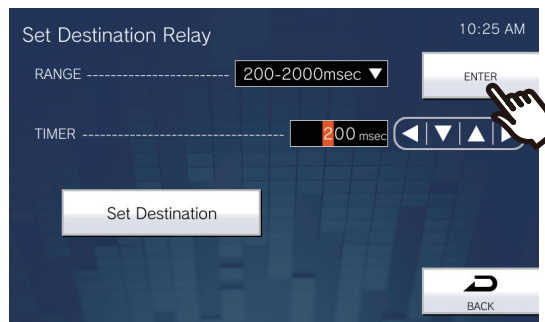 Set Destination Relay
10:25 AM
RANGE ------------------------ 200-2000msec ▼
ENTER
TIMER ---------------------------------- 200 msec
Set Destination
BACK